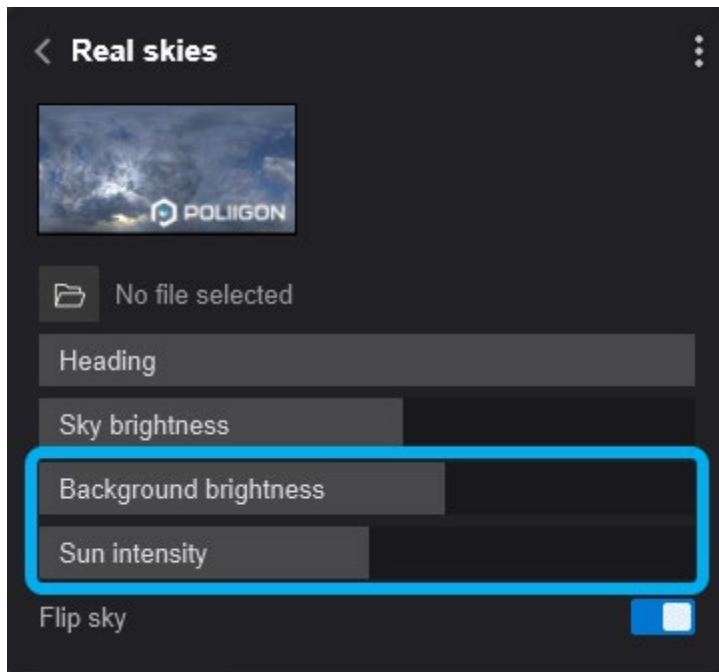 Real skies
POLIIGON
No file selected
Heading
Sky brightness
Background brightness
Sun intensity
Flip sky